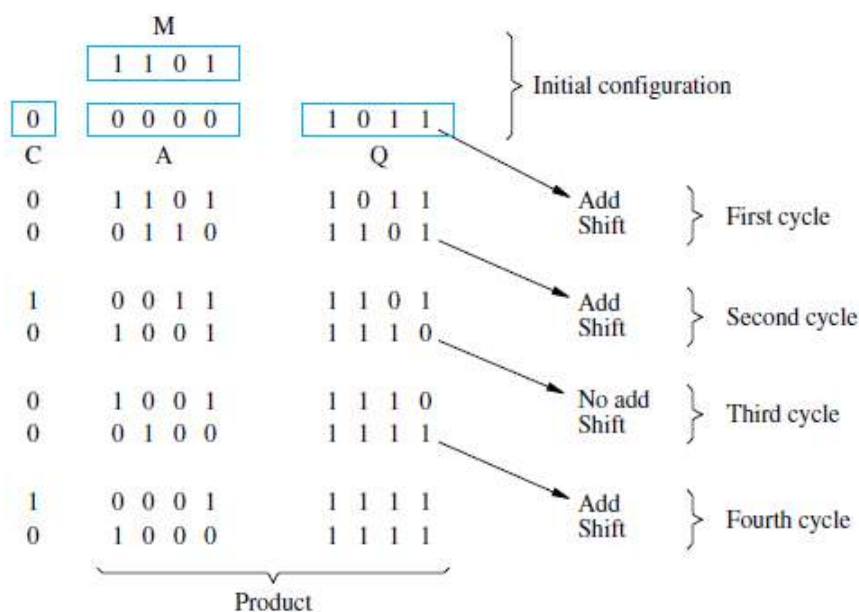 M
1 1 0 1
Initial configuration
0 0 0 0 0 1 0 1 1
C A Q
0 1 1 0 1 1 0 1 1 Add
0 0 1 1 0 1 1 0 1 Shift
First cycle
1 0 0 1 1 1 1 0 1 Add
0 1 0 0 1 1 1 1 0 Shift
Second cycle
0 1 0 0 1 1 1 1 0 No add
0 0 1 0 0 1 1 1 1 Shift
Third cycle
1 0 0 0 1 1 1 1 1 Add
0 1 0 0 0 1 1 1 1 Shift
Fourth cycle
Product